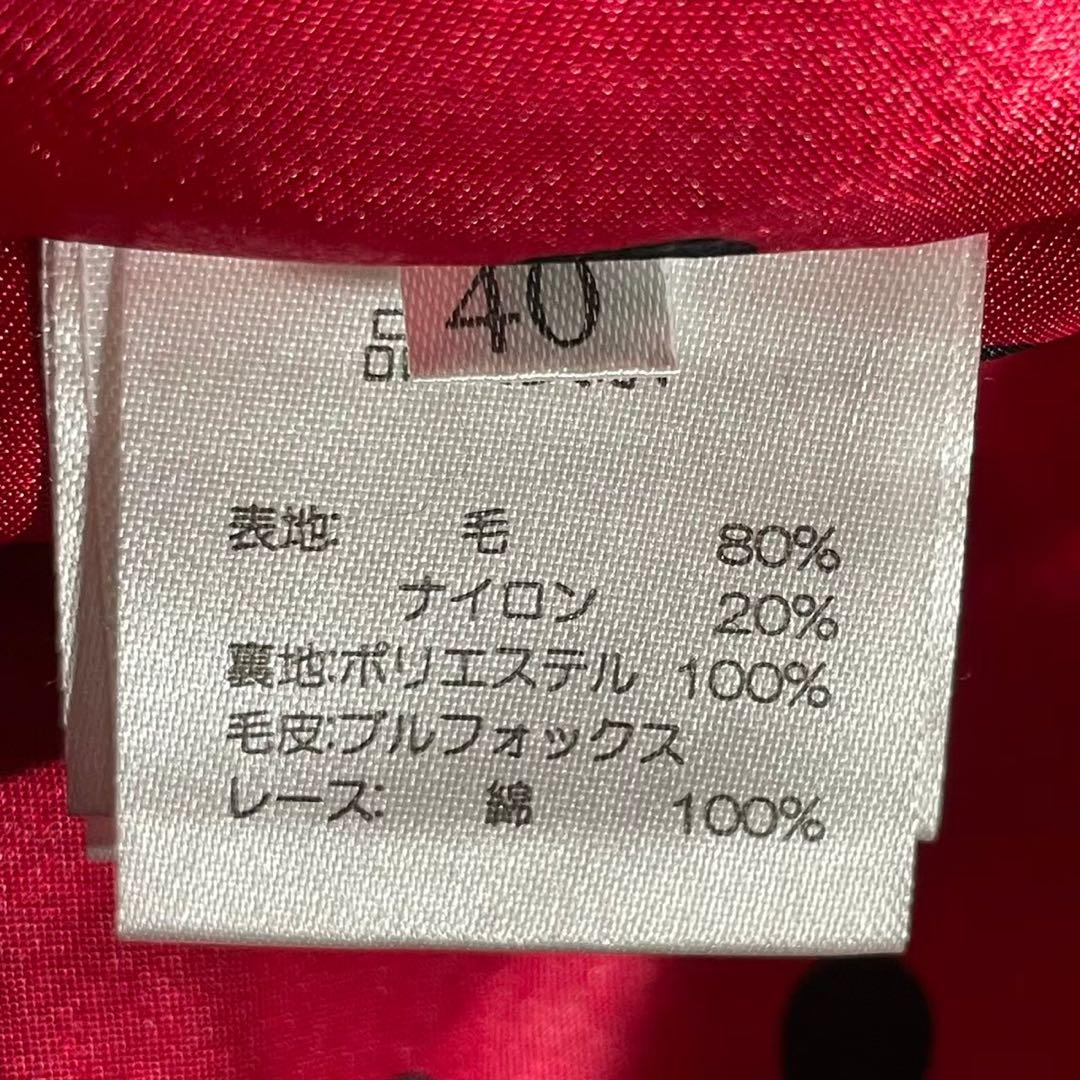 40
表地: 毛 80%
ナイロン 20%
裏地:ポリエステル 100%
毛皮:ブルフォックス
レース: 綿 100%